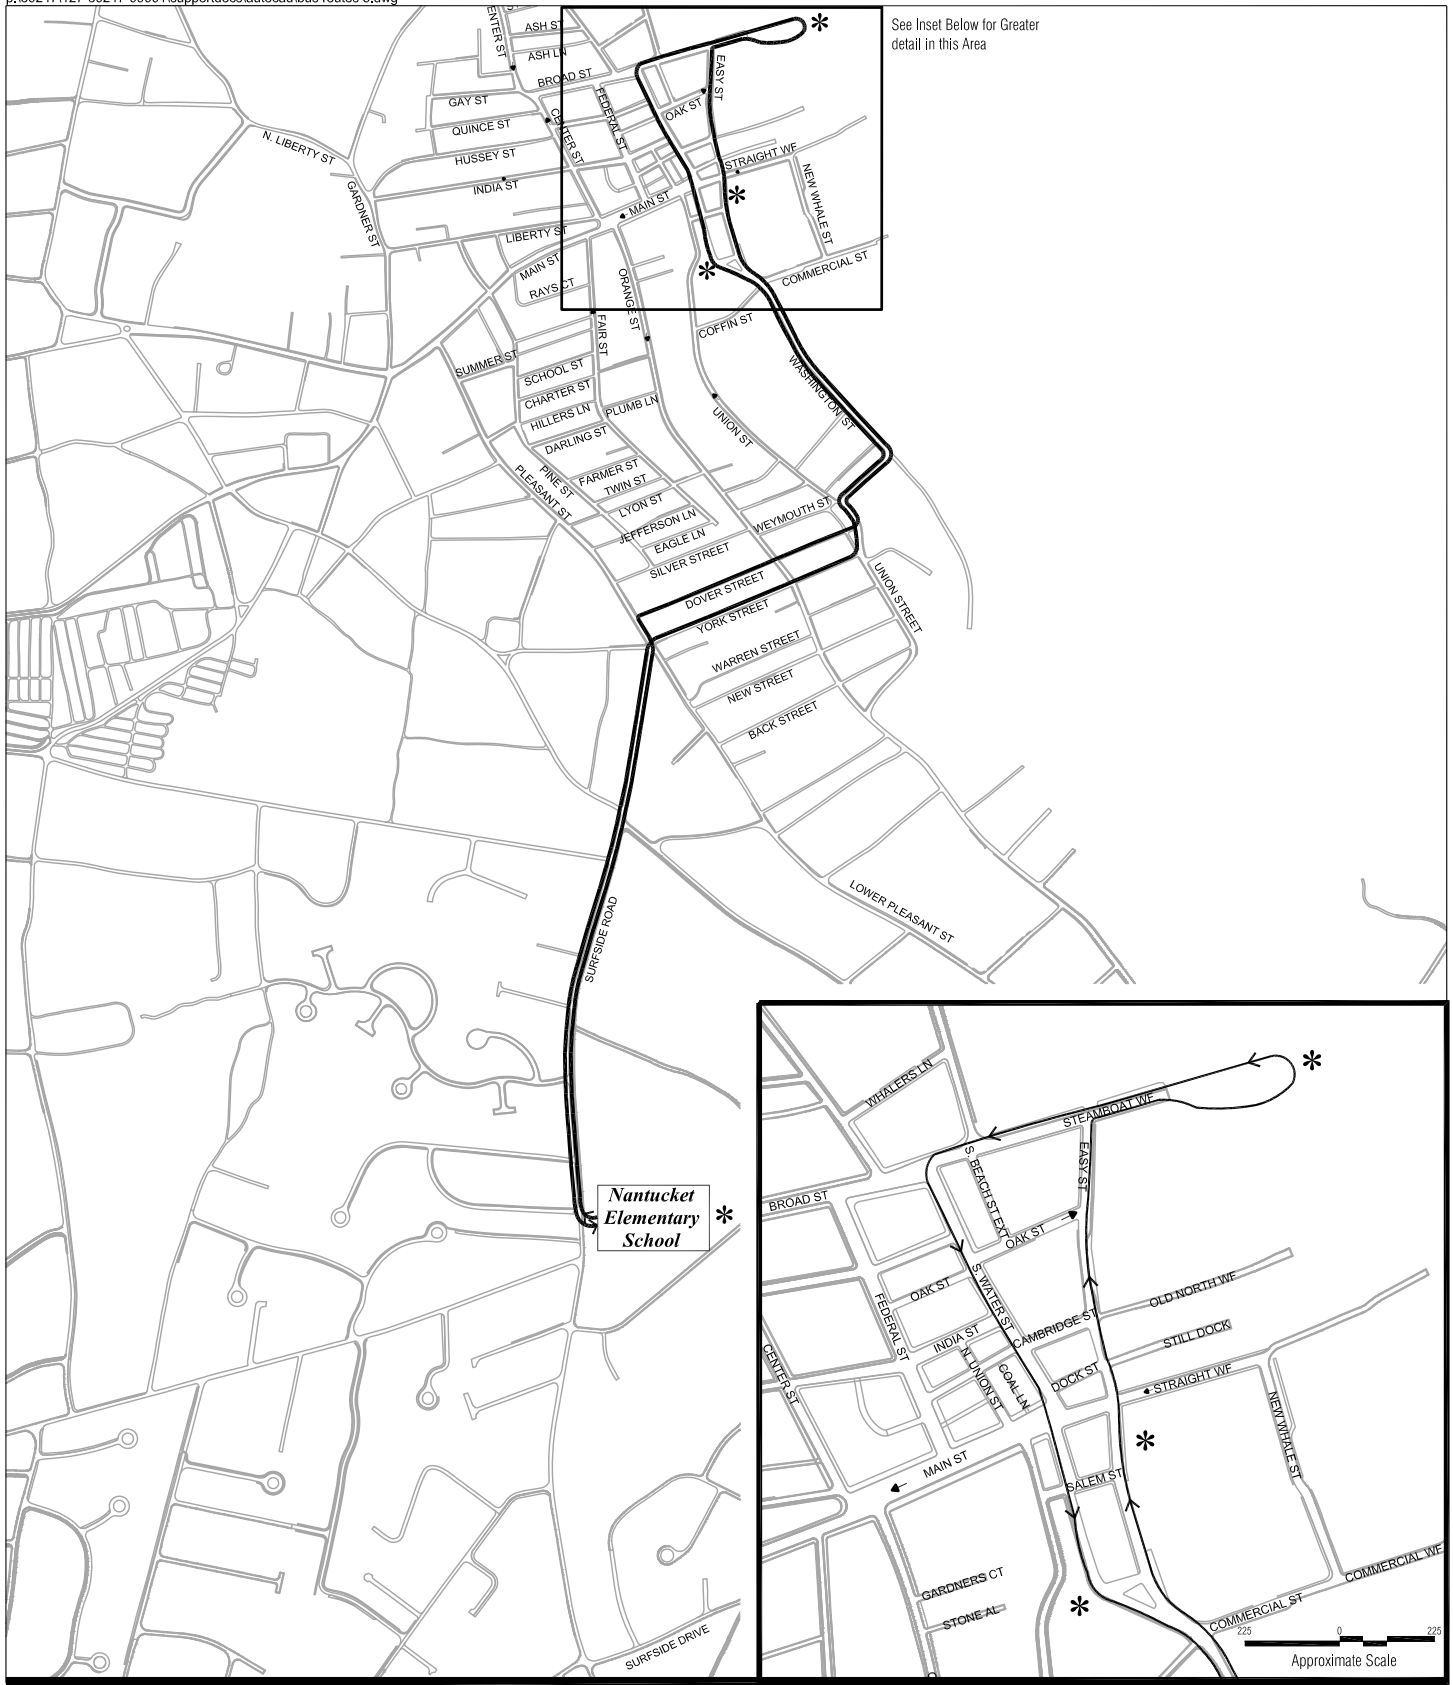 See Inset Below for Greater
detail in this Area
CENTER ST
ASH ST
ASH LN
BROAD ST
EASY ST
GAY ST
FEDERAL ST
OAK ST
QUINCE ST
CENTER ST
N. LIBERTY ST
HUSSEY ST
STRAIGHT WF
INDIA ST
NEW WHALE ST
GARDNER ST
MAIN ST
LIBERTY ST
MAIN ST
COMMERCIAL ST
RAYS CT
ORANGE ST
FAIR ST
COFFIN ST
SUMMER ST
SCHOOL ST
WASHINGTON ST
CHARTER ST
HILLERS LN
PLUMB LN
UNION ST
DARLING ST
FARMER ST
PINE ST
PLEASANT ST
TWIN ST
LYON ST
WEYMOUTH ST
JEFFERSON LN
EAGLE LN
SILVER STREET
DOVER STREET
UNION STREET
YORK STREET
WARREN STREET
NEW STREET
BACK STREET
LOWER PLEASANT ST
SURFSIDE ROAD
Nantucket
Elementary
School
SURFSIDE DRIVE
WHALERS LN
STEAMBOAT WF
EASY ST
S. BEACH ST EXT
BROAD ST
OAK ST
OAK ST
S. WATER ST
OLD NORTH WF
FEDERAL ST
CAMBRIDGE ST
INDIA ST
STILL DOCK
CENTER ST
N. UNION ST
COAL LN
DOCK ST
STRAIGHT WF
NEW WHALE ST
MAIN ST
SALEM ST
GARDNERS CT
STONE AL
COMMERCIAL WF
COMMERCIAL ST
225 0 225
Approximate Scale